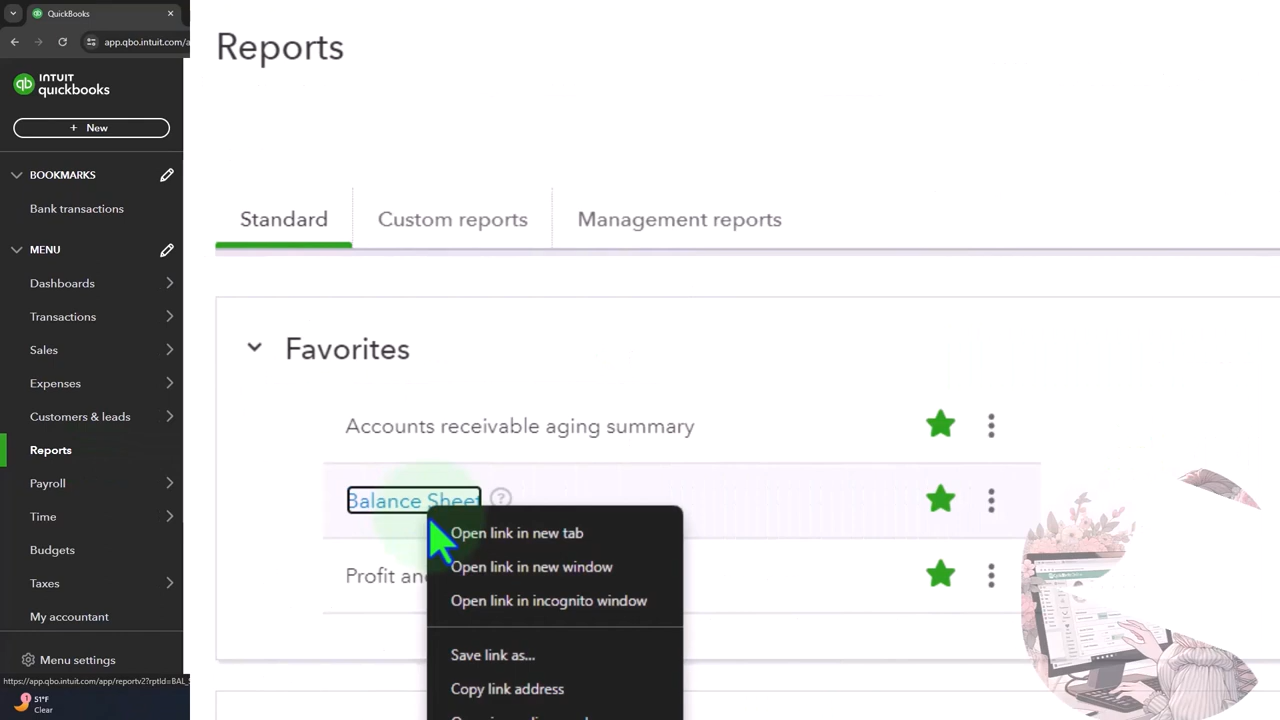 QuickBooks
app.qbo.intuit.com/a
INTUIT
quickbooks
+ New
BOOKMARKS
Bank transactions
MENU
Dashboards
Transactions
Sales
Expenses
Customers & leads
Reports
Payroll
Time
Budgets
Taxes
My accountant
Menu settings
https://app.qbo.intuit.com/app/reportv2?rptId=BAL_
1
51°F
Clear
Reports
Standard
Custom reports
Management reports
Favorites
Accounts receivable aging summary
Balance Sheet
Profit an
Open link in new tab
Open link in new window
Open link in incognito window
Save link as...
Copy link address